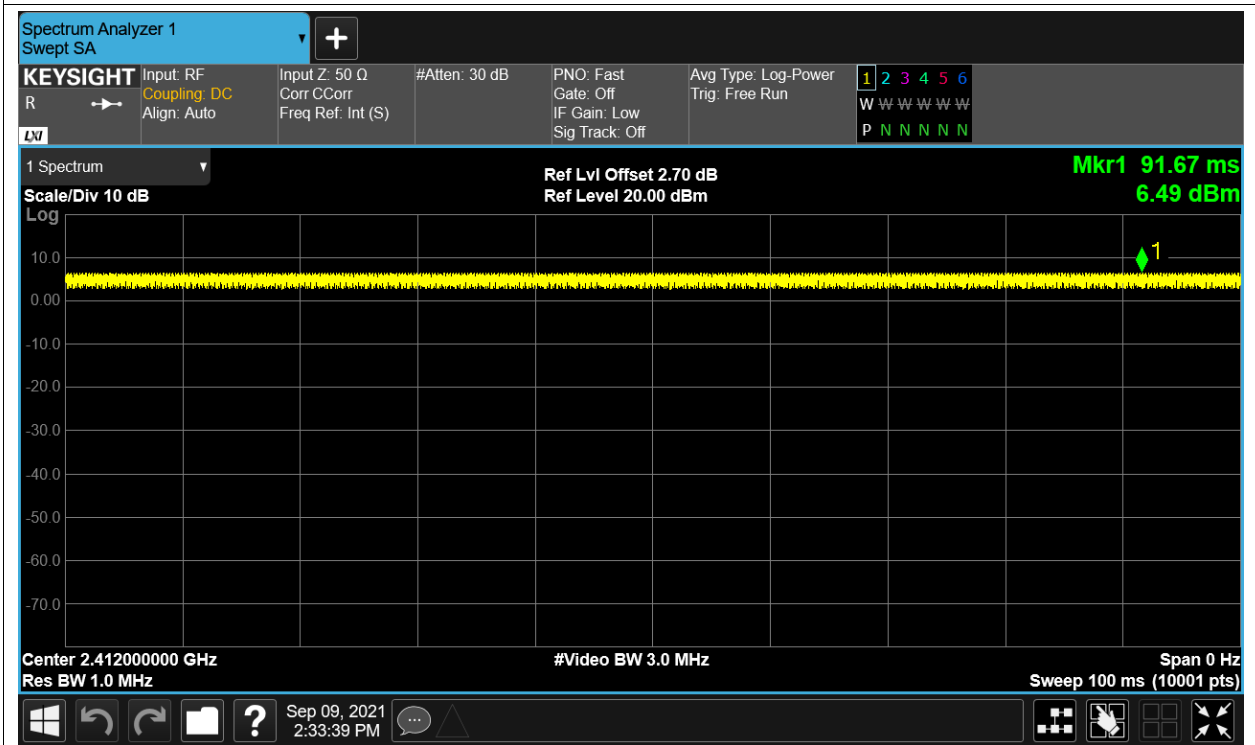 Spectrum Analyzer 1
Swept SA
KEYSIGHT Input: RF Input Z: 50 Ω #Atten: 30 dB PNO: Fast Avg Type: Log-Power 1 2 3 4 5 6
R Coupling: DC Corr CCorr Gate: Off Trig: Free Run W W W W W W
Align: Auto Freq Ref: Int (S) IF Gain: Low
LXI Sig Track: Off P N N N N N
1 Spectrum Ref Lvl Offset 2.70 dB Mkr1 91.67 ms
Scale/Div 10 dB Ref Level 20.00 dBm 6.49 dBm
Log
1
10.0
0.00
-10.0
-20.0
-30.0
-40.0
-50.0
-60.0
-70.0
Center 2.412000000 GHz #Video BW 3.0 MHz Span 0 Hz
Res BW 1.0 MHz Sweep 100 ms (10001 pts)
? Sep 09, 2021
2:33:39 PM